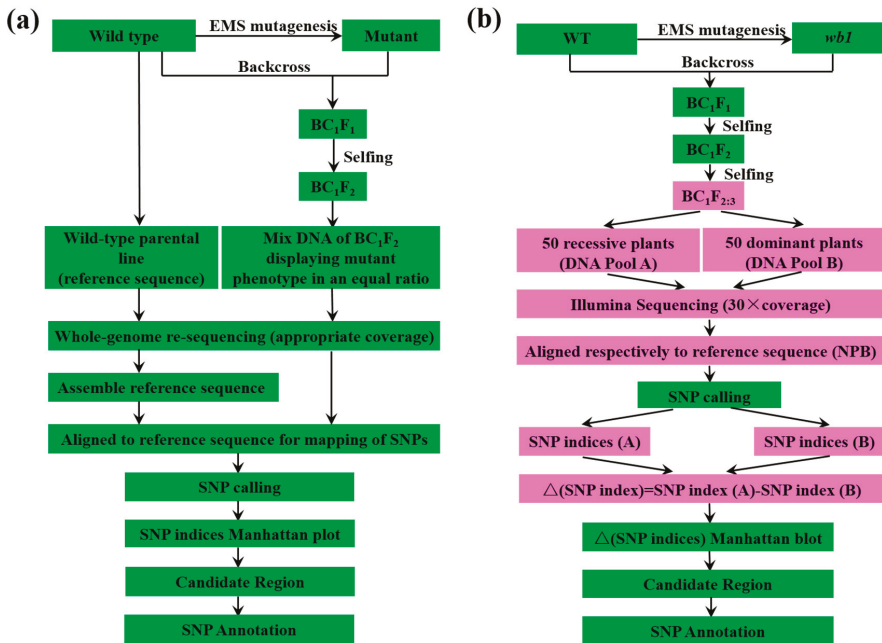 (a)
Wild type
EMS mutagenesis
Mutant
Backcross
BC₁F₁
Selfing
BC₁F₂
Wild-type parental
line
(reference sequence)
Mix DNA of BC₁F₂
displaying mutant
phenotype in an equal ratio
Whole-genome re-sequencing (appropriate coverage)
Assemble reference sequence
Aligned to reference sequence for mapping of SNPs
SNP calling
SNP indices Manhattan plot
Candidate Region
SNP Annotation
(b)
WT
EMS mutagenesis
wb1
Backcross
BC₁F₁
Selfing
BC₁F₂
Selfing
BC₁F₂:₃
50 recessive plants
(DNA Pool A)
50 dominant plants
(DNA Pool B)
Illumina Sequencing (30×coverage)
Aligned respectively to reference sequence (NPB)
SNP calling
SNP indices (A)
SNP indices (B)
△(SNP index)=SNP index (A)-SNP index (B)
△(SNP indices) Manhattan blot
Candidate Region
SNP Annotation